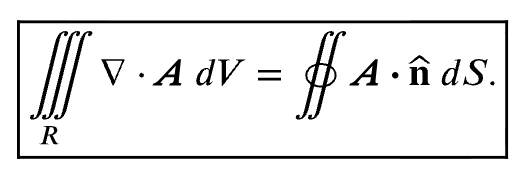 ∭_R ∇ · 𝑨 dV = ∯ 𝑨 · n̂ dS.